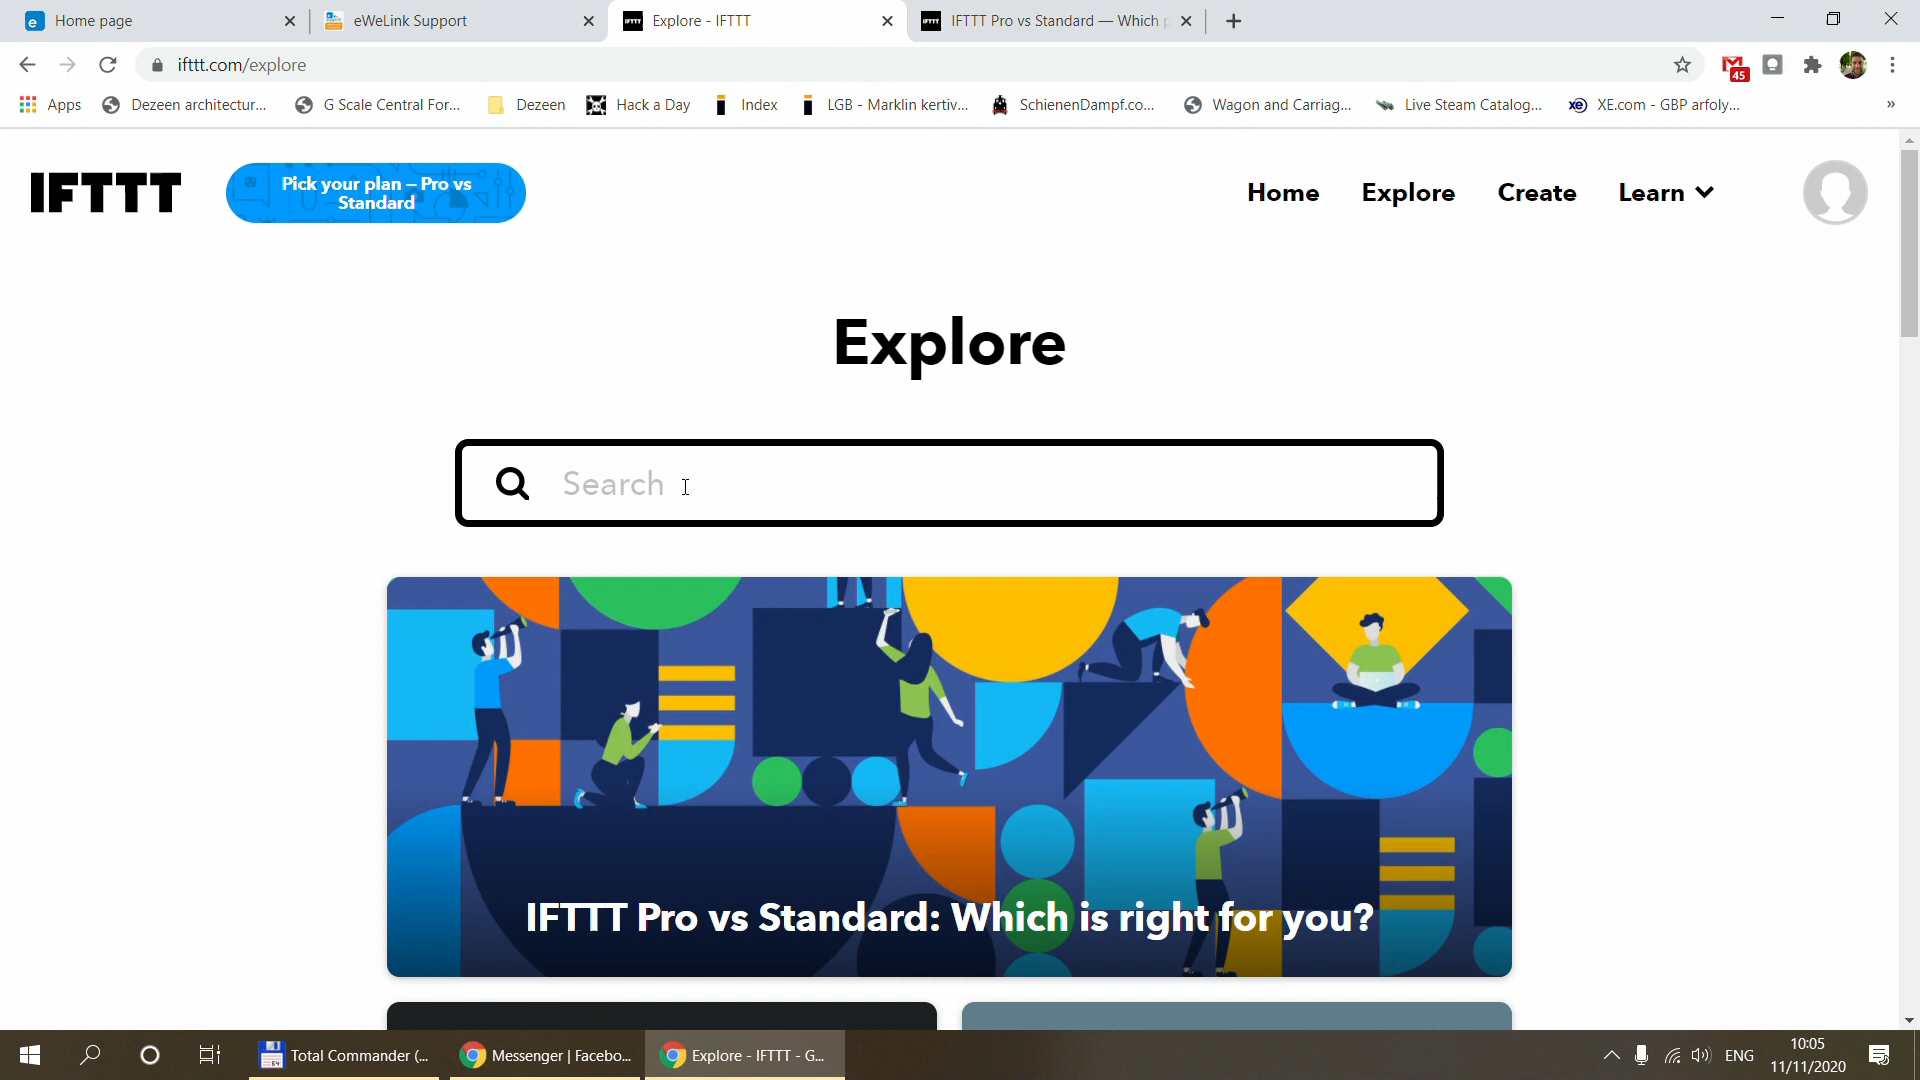 Home page
eWeLink Support
Explore - IFTTT
IFTTT Pro vs Standard — Which
ifttt.com/explore
45
Apps
Dezeen architectur...
G Scale Central For...
Dezeen
Hack a Day
Index
LGB - Marklin kertiv...
SchienenDampf.co...
Wagon and Carriag...
Live Steam Catalog...
XE.com - GBP arfoly...
»
IFTTT
Pick your plan – Pro vs
Standard
Home
Explore
Create
Learn
Explore
Search
IFTTT Pro vs Standard: Which is right for you?
Total Commander (...
Messenger | Facebo...
Explore - IFTTT - G...
ENG
10:05
11/11/2020